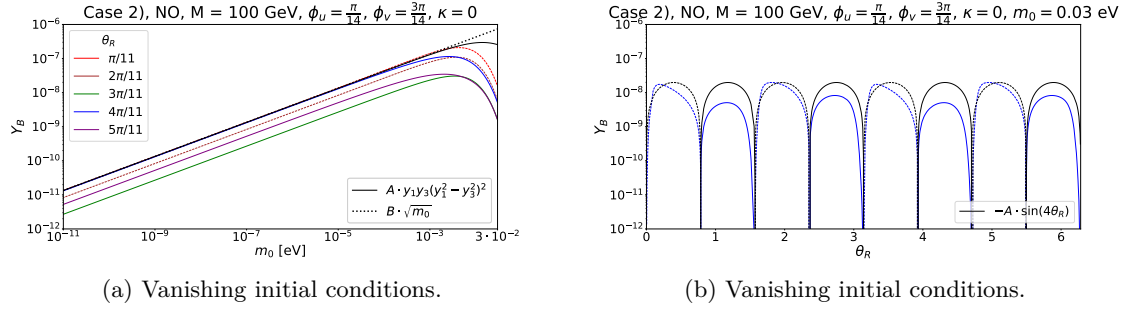 Case 2), NO, M = 100 GeV, ϕ_u = π/14, ϕ_v = 3π/14, κ = 0
10^{-6}
10^{-7}
10^{-8}
10^{-9}
10^{-10}
10^{-11}
10^{-12}
Y_B
θ_R
π/11
2π/11
3π/11
4π/11
5π/11
A · y_1 y_3 (y_1^2 − y_3^2)^2
B · √m_0
10^{-11}
10^{-9}
10^{-7}
10^{-5}
10^{-3}
3 · 10^{-2}
m_0 [eV]
(a) Vanishing initial conditions.
Case 2), NO, M = 100 GeV, ϕ_u = π/14, ϕ_v = 3π/14, κ = 0, m_0 = 0.03 eV
10^{-6}
10^{-7}
10^{-8}
10^{-9}
10^{-10}
10^{-11}
10^{-12}
Y_B
−A · sin(4θ_R)
0
1
2
3
4
5
6
θ_R
(b) Vanishing initial conditions.